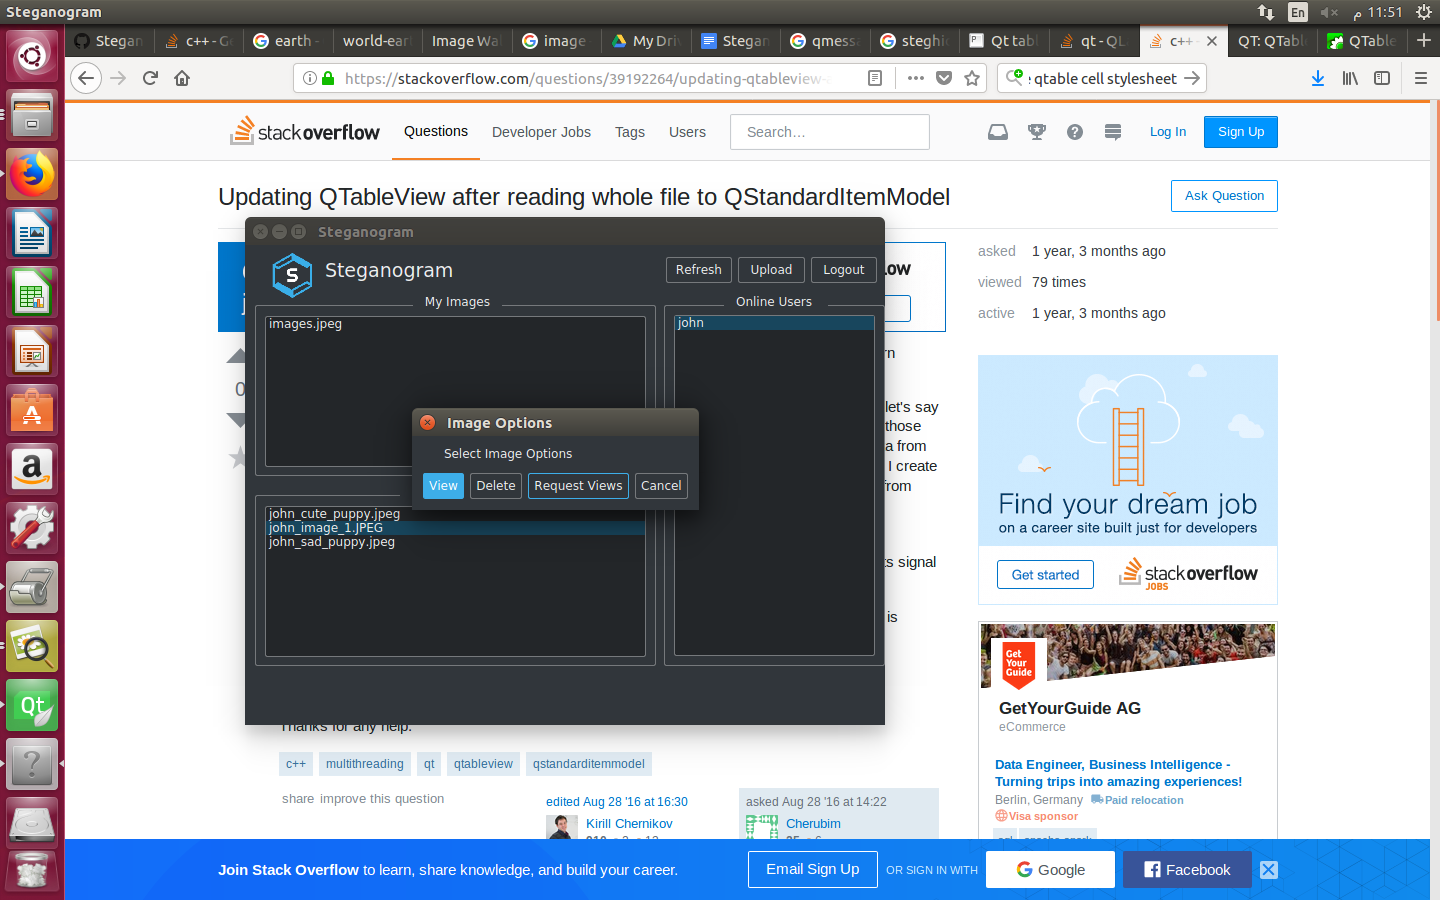 Steganogram
En
م 11:51
Stegan
c++ - Go
earth -
world-ear
Image Wa
image
My Driv
Stegan
qmess
steghic
Qt tabl
qt - QL
c++ -
QT: QTab
QTable
https://stackoverflow.com/questions/39192264/updating-qtableview-a
qtable cell stylesheet
stackoverflow
Questions
Developer Jobs
Tags
Users
Search…
Log In
Sign Up
Updating QTableView after reading whole file to QStandardItemModel
Ask Question
asked 1 year, 3 months ago
viewed 79 times
active 1 year, 3 months ago
Steganogram
S
Steganogram
Refresh
Upload
Logout
My Images
Online Users
images.jpeg
john
Image Options
Select Image Options
View
Delete
Request Views
Cancel
john_cute_puppy.jpeg
john_image_1.JPEG
john_sad_puppy.jpeg
ow
rn
0
let's say
those
a from
I create
from
ts signal
is
Find your dream job
on a career site built just for developers
Get started
stackoverflow
JOBS
Get
Your
Guide
GetYourGuide AG
eCommerce
Data Engineer, Business Intelligence -
Turning trips into amazing experiences!
Berlin, Germany Paid relocation
Visa sponsor
Thanks for any help.
c++
multithreading
qt
qtableview
qstandarditemmodel
share improve this question
edited Aug 28 '16 at 16:30
Kirill Chernikov
asked Aug 28 '16 at 14:22
Cherubim
Join Stack Overflow to learn, share knowledge, and build your career.
Email Sign Up
OR SIGN IN WITH
Google
Facebook